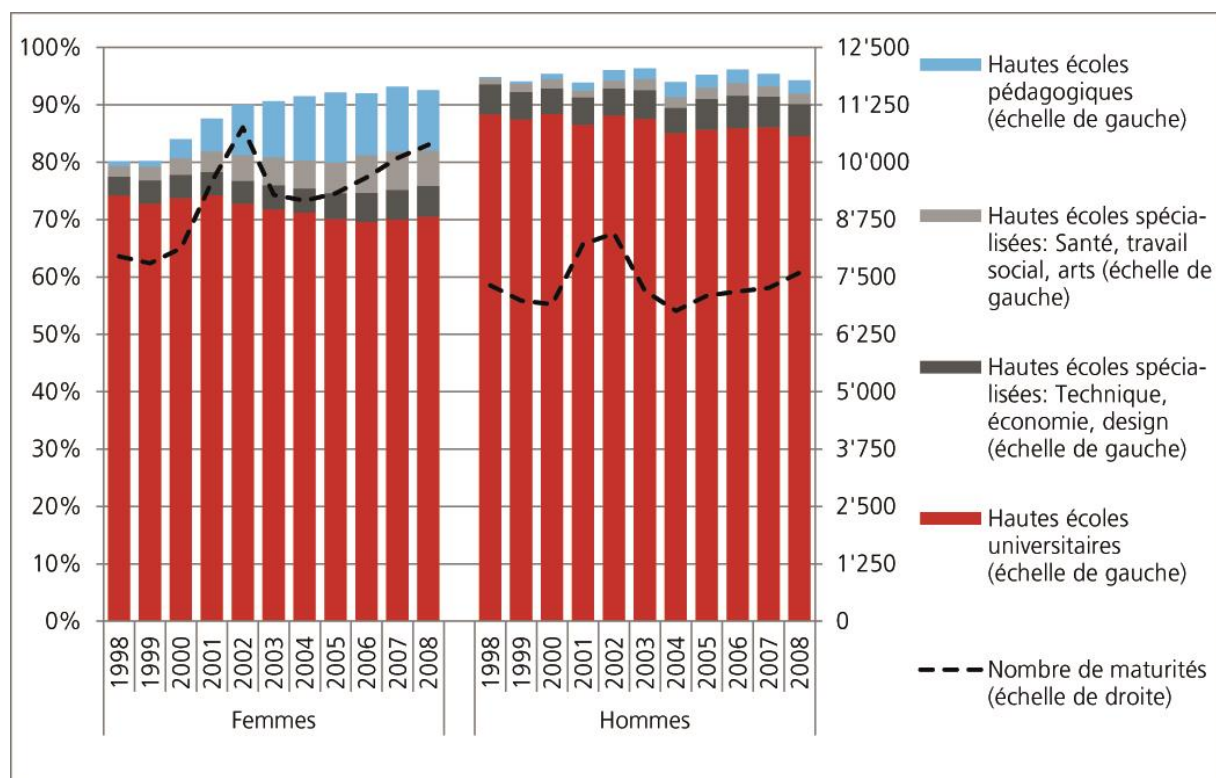 100%
90%
80%
70%
60%
50%
40%
30%
20%
10%
0%
12'500
11'250
10'000
8'750
7'500
6'250
5'000
3'750
2'500
1'250
0
1998
1999
2000
2001
2002
2003
2004
2005
2006
2007
2008
Femmes
1998
1999
2000
2001
2002
2003
2004
2005
2006
2007
2008
Hommes
Hautes écoles
pédagogiques
(échelle de gauche)
Hautes écoles spécia-
lisées: Santé, travail
social, arts (échelle de
gauche)
Hautes écoles spécia-
lisées: Technique,
économie, design
(échelle de gauche)
Hautes écoles
universitaires
(échelle de gauche)
Nombre de maturités
(échelle de droite)